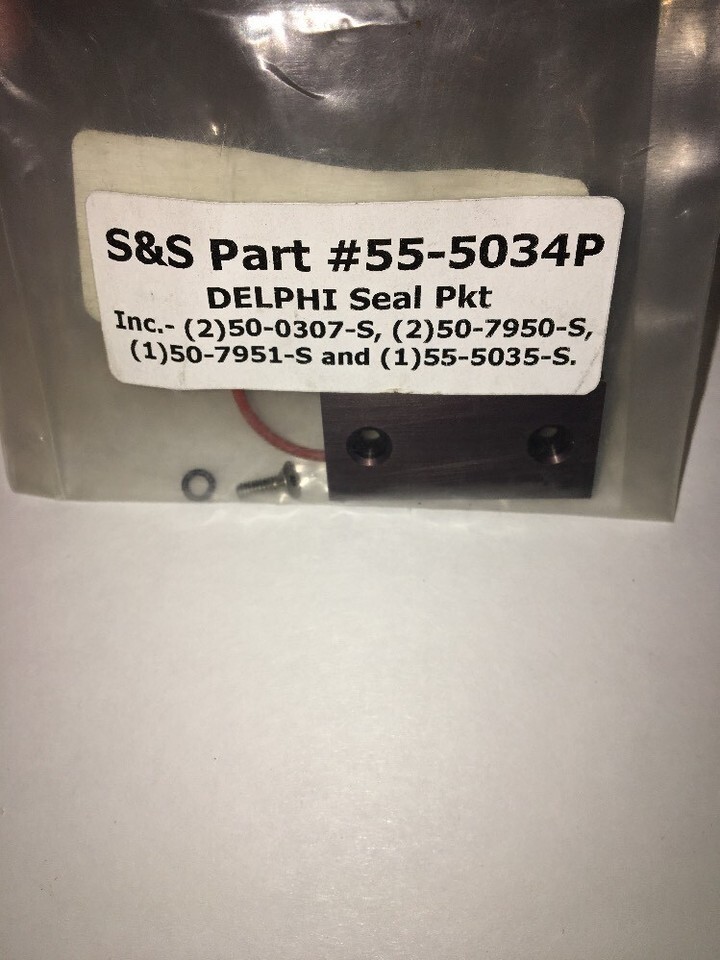 S&S Part #55-5034P
DELPHI Seal Pkt
Inc.- (2)50-0307-S, (2)50-7950-S,
(1)50-7951-S and (1)55-5035-S.